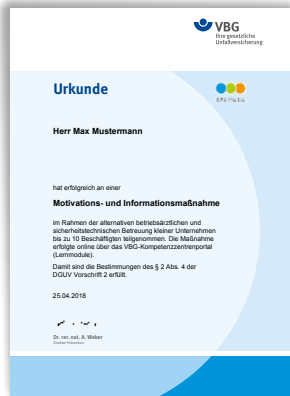 VBG
Ihre gesetzliche
Unfallversicherung
Urkunde
Herr Max Mustermann
hat erfolgreich an einer
Motivations- und Informationsmaßnahme
im Rahmen der alternativen betriebsärztlichen und
sicherheitstechnischen Betreuung kleiner Unternehmen
bis zu 10 Beschäftigten teilgenommen. Die Maßnahme
erfolgte online über das VBG-Kompetenzzentrenportal
(Lernmodule).
Damit sind die Bestimmungen des § 2 Abs. 4 der
DGUV Vorschrift 2 erfüllt.
25.04.2018
Dr. rer. nat. A. Weber